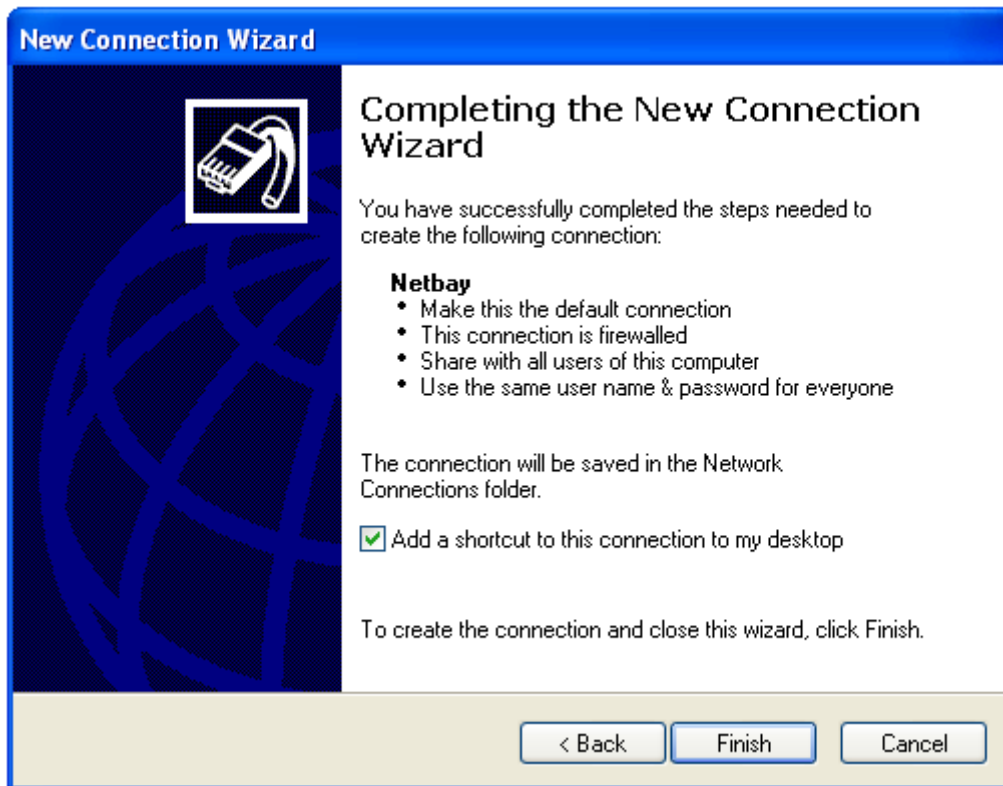 New Connection Wizard
Completing the New Connection
Wizard
You have successfully completed the steps needed to
create the following connection:
Netbay
• Make this the default connection
• This connection is firewalled
• Share with all users of this computer
• Use the same user name & password for everyone
The connection will be saved in the Network
Connections folder.
Add a shortcut to this connection to my desktop
To create the connection and close this wizard, click Finish.
< Back
Finish
Cancel